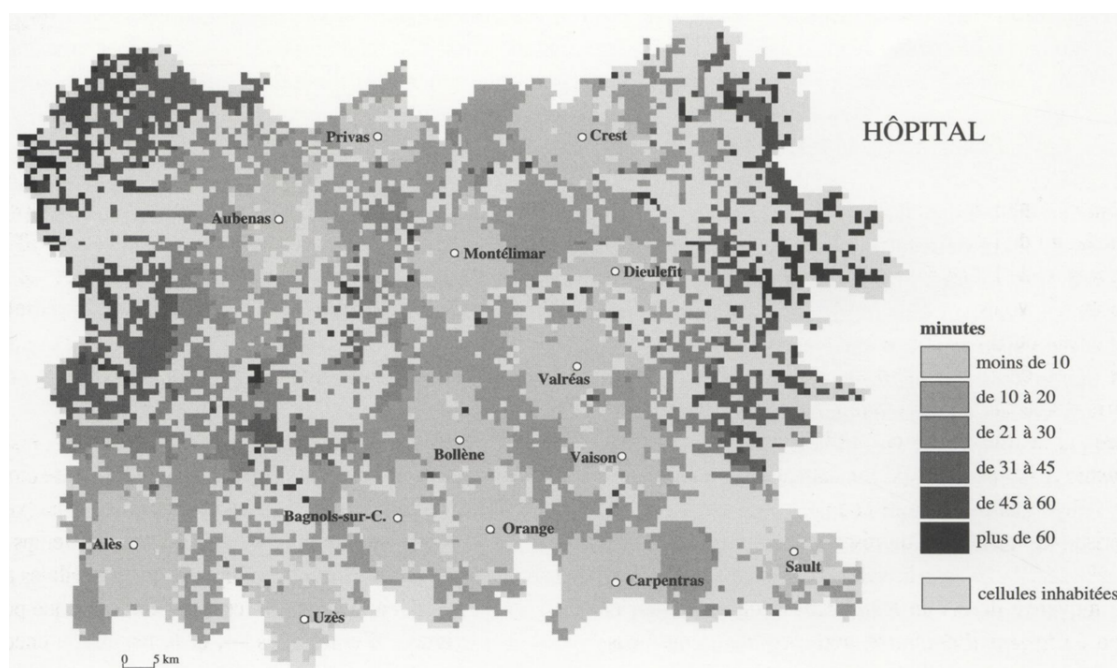 HÔPITAL
Privas
Crest
Aubenas
Montélimar
Dieulefit
Valréas
Bollène
Vaison
Bagnols-sur-C.
Orange
Alès
Sault
Carpentras
Uzès
minutes
moins de 10
de 10 à 20
de 21 à 30
de 31 à 45
de 45 à 60
plus de 60
cellules inhabitées
0 5 km